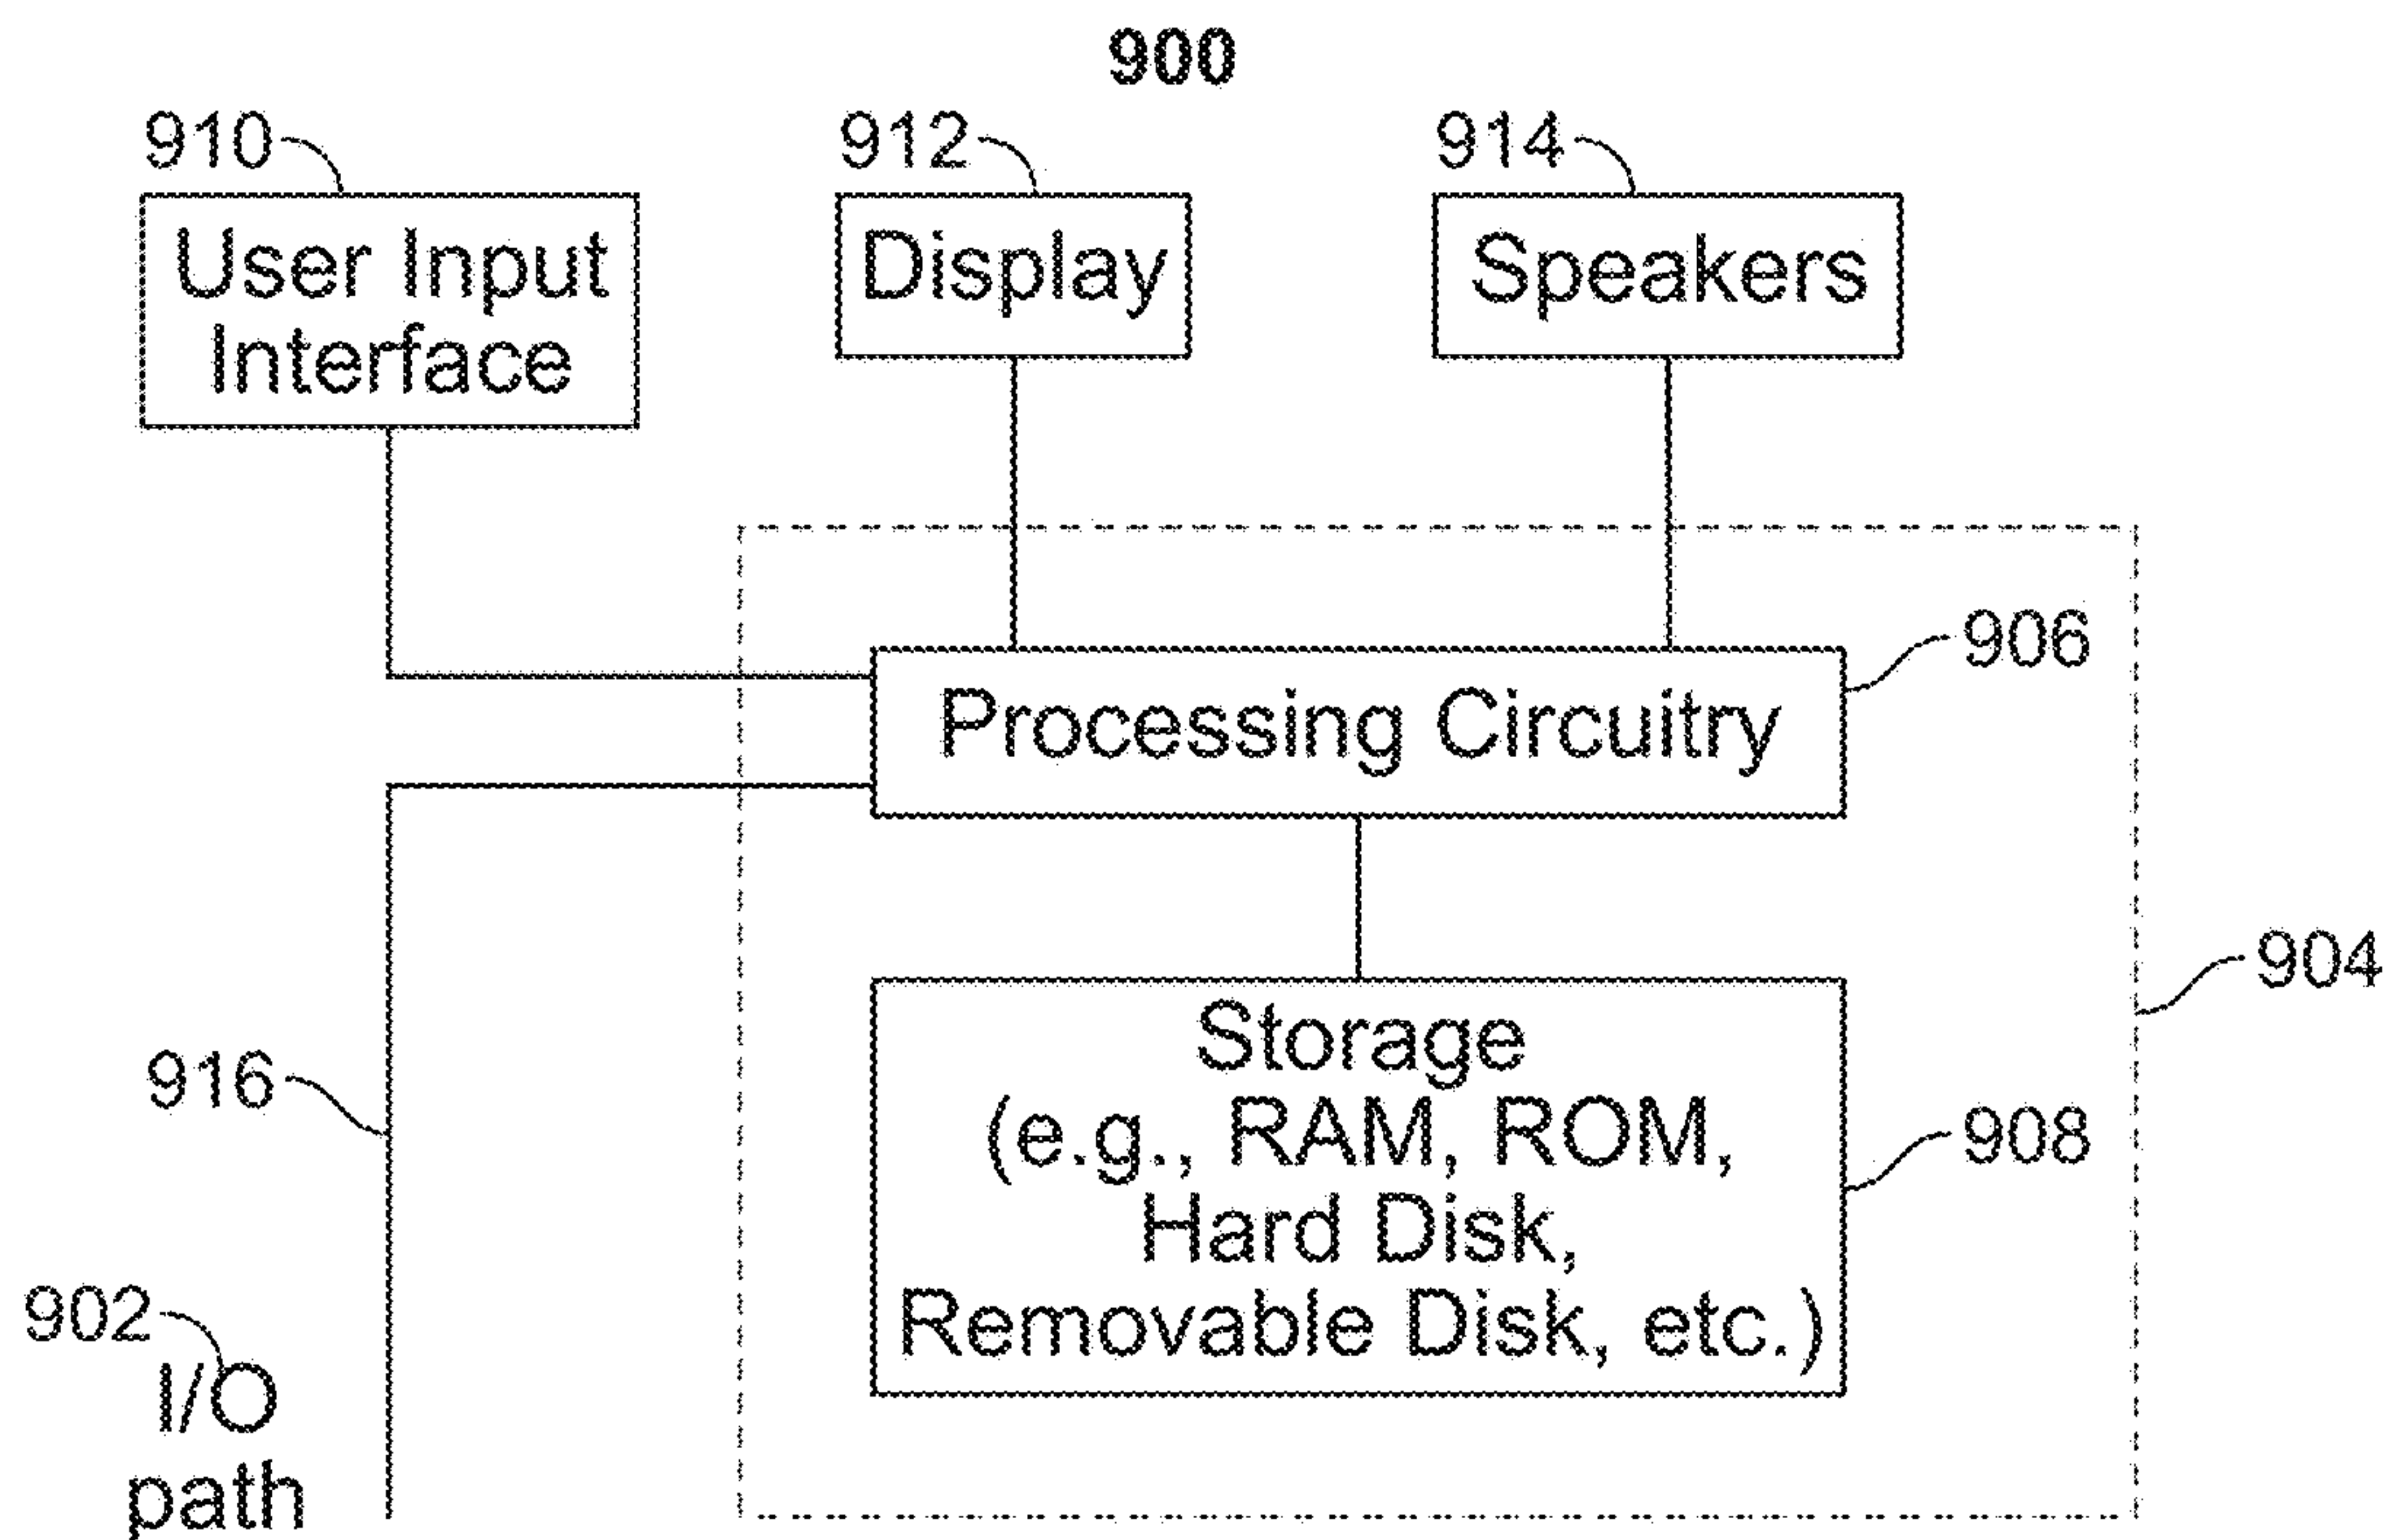 900
910
912
914
User Input
Interface
Display
Speakers
906
Processing Circuitry
904
Storage
(e.g., RAM, ROM,
Hard Disk,
Removable Disk, etc.)
908
916
902
I/O
path